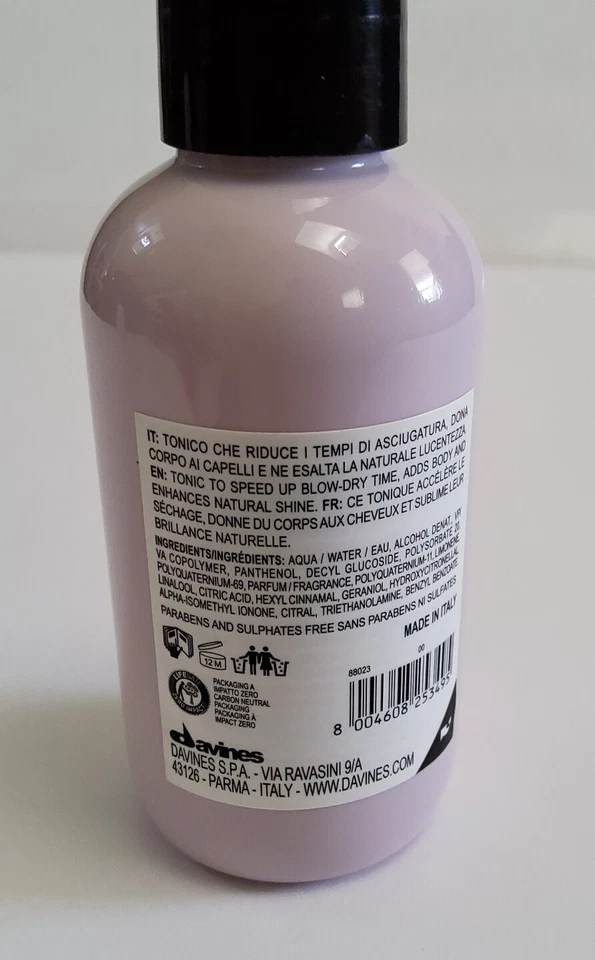 IT: TONICO CHE RIDUCE I TEMPI DI ASCIUGATURA, DONA
CORPO AI CAPELLI E NE ESALTA LA NATURALE LUCENTEZZA
EN: TONIC TO SPEED UP BLOW-DRY TIME, ADDS BODY AND
ENHANCES NATURAL SHINE. FR: CE TONIQUE ACCÉLÈRE LE
SÉCHAGE, DONNE DU CORPS AUX CHEVEUX ET SUBLIME LEUR
BRILLANCE NATURELLE.
INGREDIENTS/INGRÉDIENTS: AQUA / WATER / EAU, ALCOHOL DENAT., VP/
VA COPOLYMER, PANTHENOL, DECYL GLUCOSIDE, POLYSORBATE 20,
POLYQUATERNIUM-69, PARFUM / FRAGRANCE, POLYQUATERNIUM-11, LIMONENE,
LINALOOL, CITRIC ACID, HEXYL CINNAMAL, GERANIOL, HYDROXYCITRONELLAL,
ALPHA-ISOMETHYL IONONE, CITRAL, TRIETHANOLAMINE, BENZYL BENZOATE.
PARABENS AND SULPHATES FREE SANS PARABENS NI SULFATES
MADE IN ITALY
12 M
PACKAGING A
IMPATTO ZERO
CARBON NEUTRAL
PACKAGING
PACKAGING À
IMPACT ZERO
88023
00
8 004608 253495
davines
DAVINES S.P.A. - VIA RAVASINI 9/A
43126 - PARMA - ITALY - WWW.DAVINES.COM